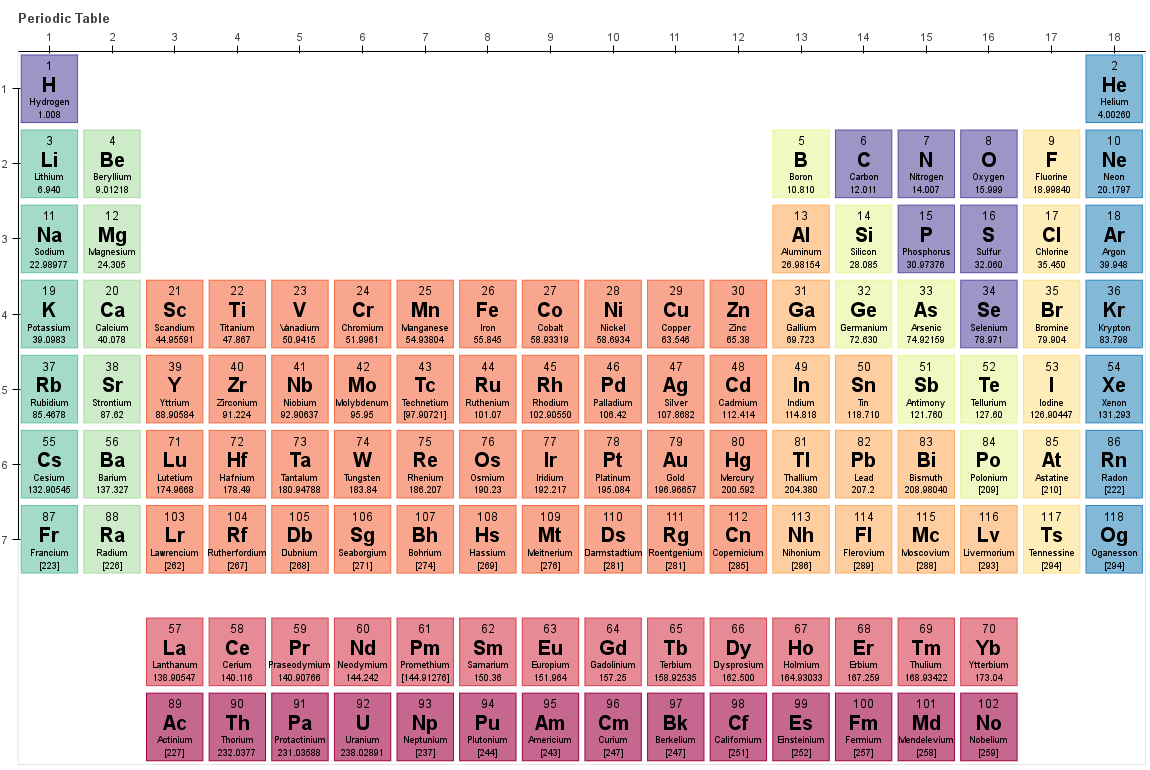 Periodic Table
1 2 3 4 5 6 7 8 9 10 11 12 13 14 15 16 17 18
1
1 2
H He
Hydrogen Helium
1.008 4.00260
2
3 4 5 6 7 8 9 10
Li Be B C N O F Ne
Lithium Beryllium Boron Carbon Nitrogen Oxygen Fluorine Neon
6.940 9.01218 10.810 12.011 14.007 15.999 18.99840 20.1797
3
11 12 13 14 15 16 17 18
Na Mg Al Si P S Cl Ar
Sodium Magnesium Aluminum Silicon Phosphorus Sulfur Chlorine Argon
22.98977 24.305 26.98154 28.085 30.97376 32.060 35.450 39.948
4
19 20 21 22 23 24 25 26 27 28 29 30 31 32 33 34 35 36
K Ca Sc Ti V Cr Mn Fe Co Ni Cu Zn Ga Ge As Se Br Kr
Potassium Calcium Scandium Titanium Vanadium Chromium Manganese Iron Cobalt Nickel Copper Zinc Gallium Germanium Arsenic Selenium Bromine Krypton
39.0983 40.078 44.95591 47.867 50.9415 51.9961 54.93804 55.845 58.93319 58.6934 63.546 65.38 69.723 72.630 74.92159 78.971 79.904 83.798
5
37 38 39 40 41 42 43 44 45 46 47 48 49 50 51 52 53 54
Rb Sr Y Zr Nb Mo Tc Ru Rh Pd Ag Cd In Sn Sb Te I Xe
Rubidium Strontium Yttrium Zirconium Niobium Molybdenum Technetium Ruthenium Rhodium Palladium Silver Cadmium Indium Tin Antimony Tellurium Iodine Xenon
85.4678 87.62 88.90584 91.224 92.90637 95.95 [97.90721] 101.07 102.90550 106.42 107.8682 112.414 114.818 118.710 121.760 127.60 126.90447 131.293
6
55 56 71 72 73 74 75 76 77 78 79 80 81 82 83 84 85 86
Cs Ba Lu Hf Ta W Re Os Ir Pt Au Hg Tl Pb Bi Po At Rn
Cesium Barium Lutetium Hafnium Tantalum Tungsten Rhenium Osmium Iridium Platinum Gold Mercury Thallium Lead Bismuth Polonium Astatine Radon
132.90545 137.327 174.9668 178.49 180.94788 183.84 186.207 190.23 192.217 195.084 196.96657 200.592 204.380 207.2 208.98040 [209] [210] [222]
7
87 88 103 104 105 106 107 108 109 110 111 112 113 114 115 116 117 118
Fr Ra Lr Rf Db Sg Bh Hs Mt Ds Rg Cn Nh Fl Mc Lv Ts Og
Francium Radium Lawrencium Rutherfordium Dubnium Seaborgium Bohrium Hassium Meitnerium Darmstadtium Roentgenium Copernicium Nihonium Flerovium Moscovium Livermorium Tennessine Oganesson
[223] [226] [262] [267] [268] [271] [274] [269] [276] [281] [281] [285] [286] [289] [288] [293] [294] [294]
57 58 59 60 61 62 63 64 65 66 67 68 69 70
La Ce Pr Nd Pm Sm Eu Gd Tb Dy Ho Er Tm Yb
Lanthanum Cerium Praseodymium Neodymium Promethium Samarium Europium Gadolinium Terbium Dysprosium Holmium Erbium Thulium Ytterbium
138.90547 140.116 140.90766 144.242 [144.91276] 150.36 151.964 157.25 158.92535 162.500 164.93033 167.259 168.93422 173.04
89 90 91 92 93 94 95 96 97 98 99 100 101 102
Ac Th Pa U Np Pu Am Cm Bk Cf Es Fm Md No
Actinium Thorium Protactinium Uranium Neptunium Plutonium Americium Curium Berkelium Californium Einsteinium Fermium Mendelevium Nobelium
[227] 232.0377 231.03588 238.02891 [237] [244] [243] [247] [247] [251] [252] [257] [258] [259]